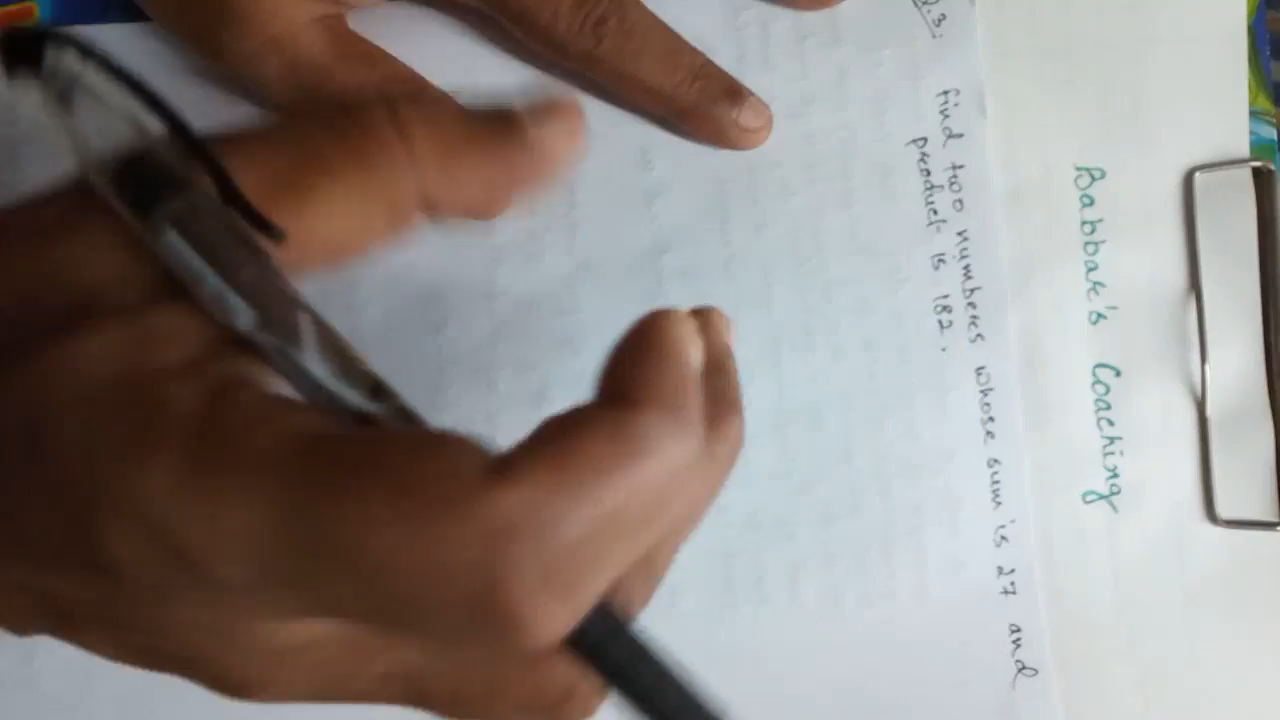 Babbar's Coaching
Q.3. find two numbers whose sum is 27 and
product is 182.